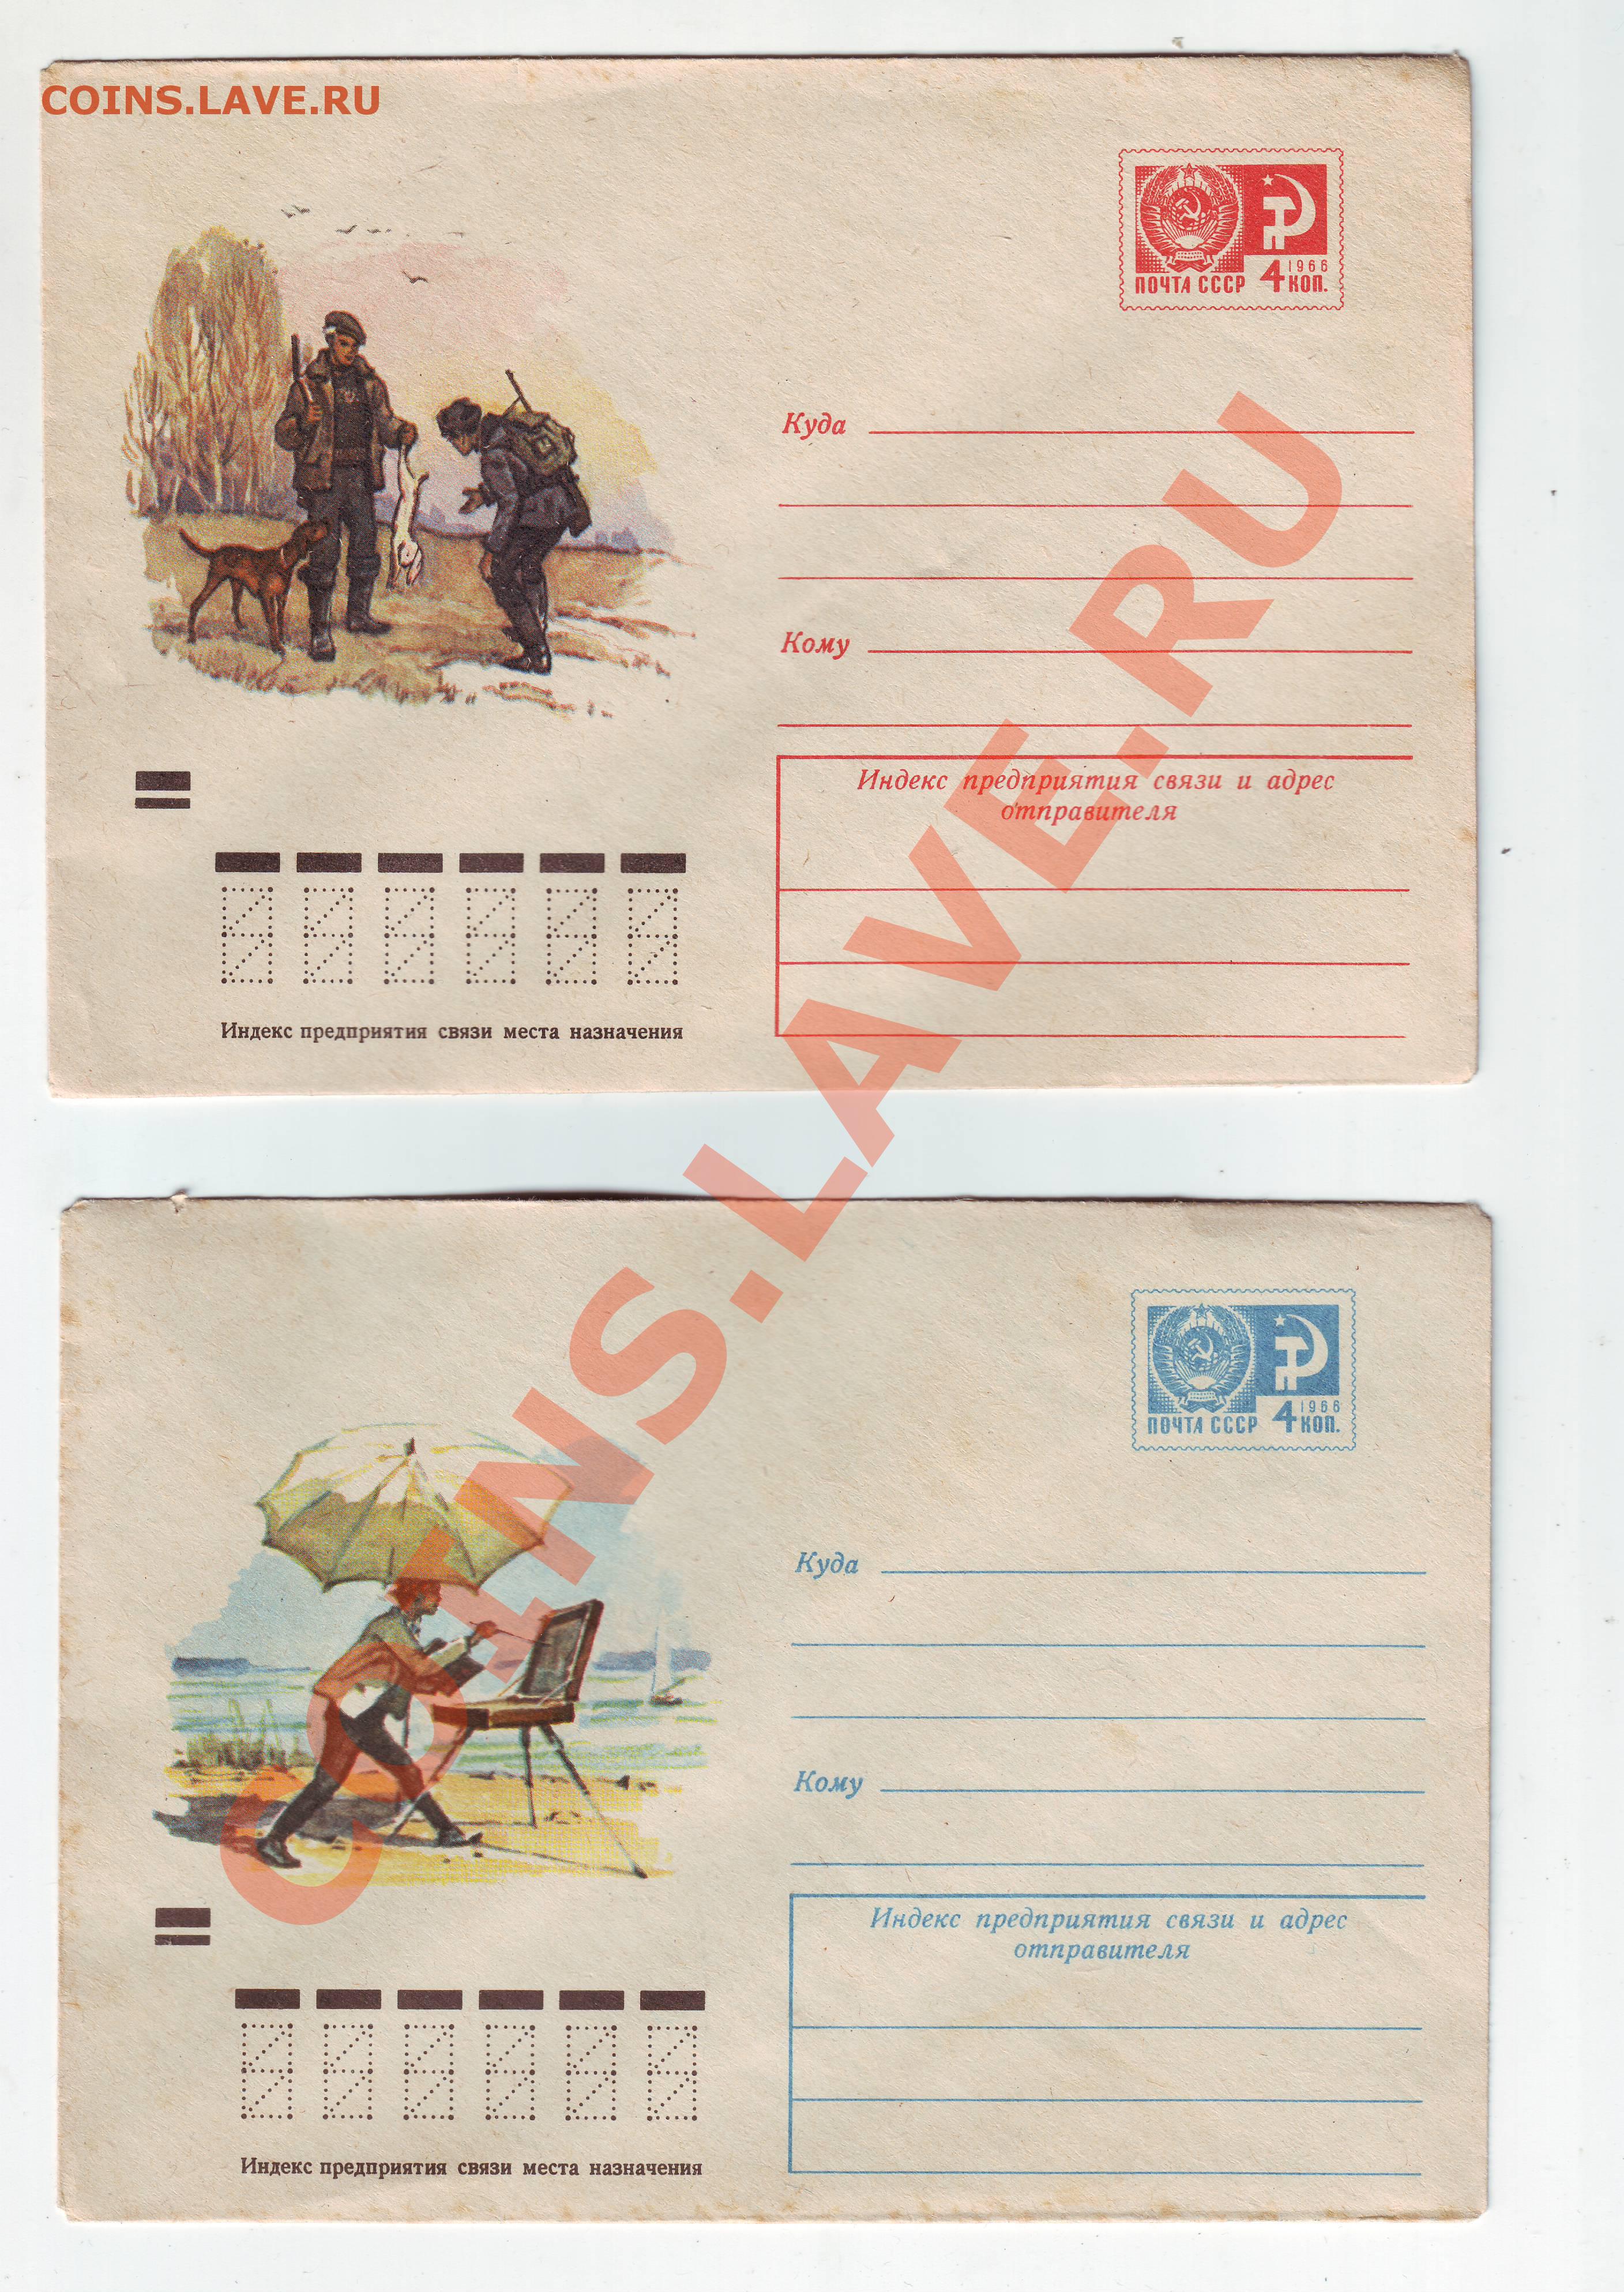 COINS.LAVE.RU
1966
ПОЧТА СССР 4 КОП.
Куда
Кому
Индекс предприятия связи и адрес
отправителя
Индекс предприятия связи места назначения
COINS.LAVE.RU
1966
ПОЧТА СССР 4 КОП.
Куда
Кому
Индекс предприятия связи и адрес
отправителя
Индекс предприятия связи места назначения